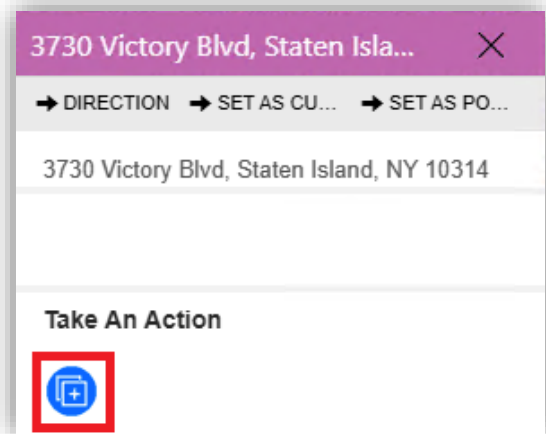 3730 Victory Blvd, Staten Isla...
DIRECTION SET AS CU... SET AS PO...
3730 Victory Blvd, Staten Island, NY 10314
Take An Action